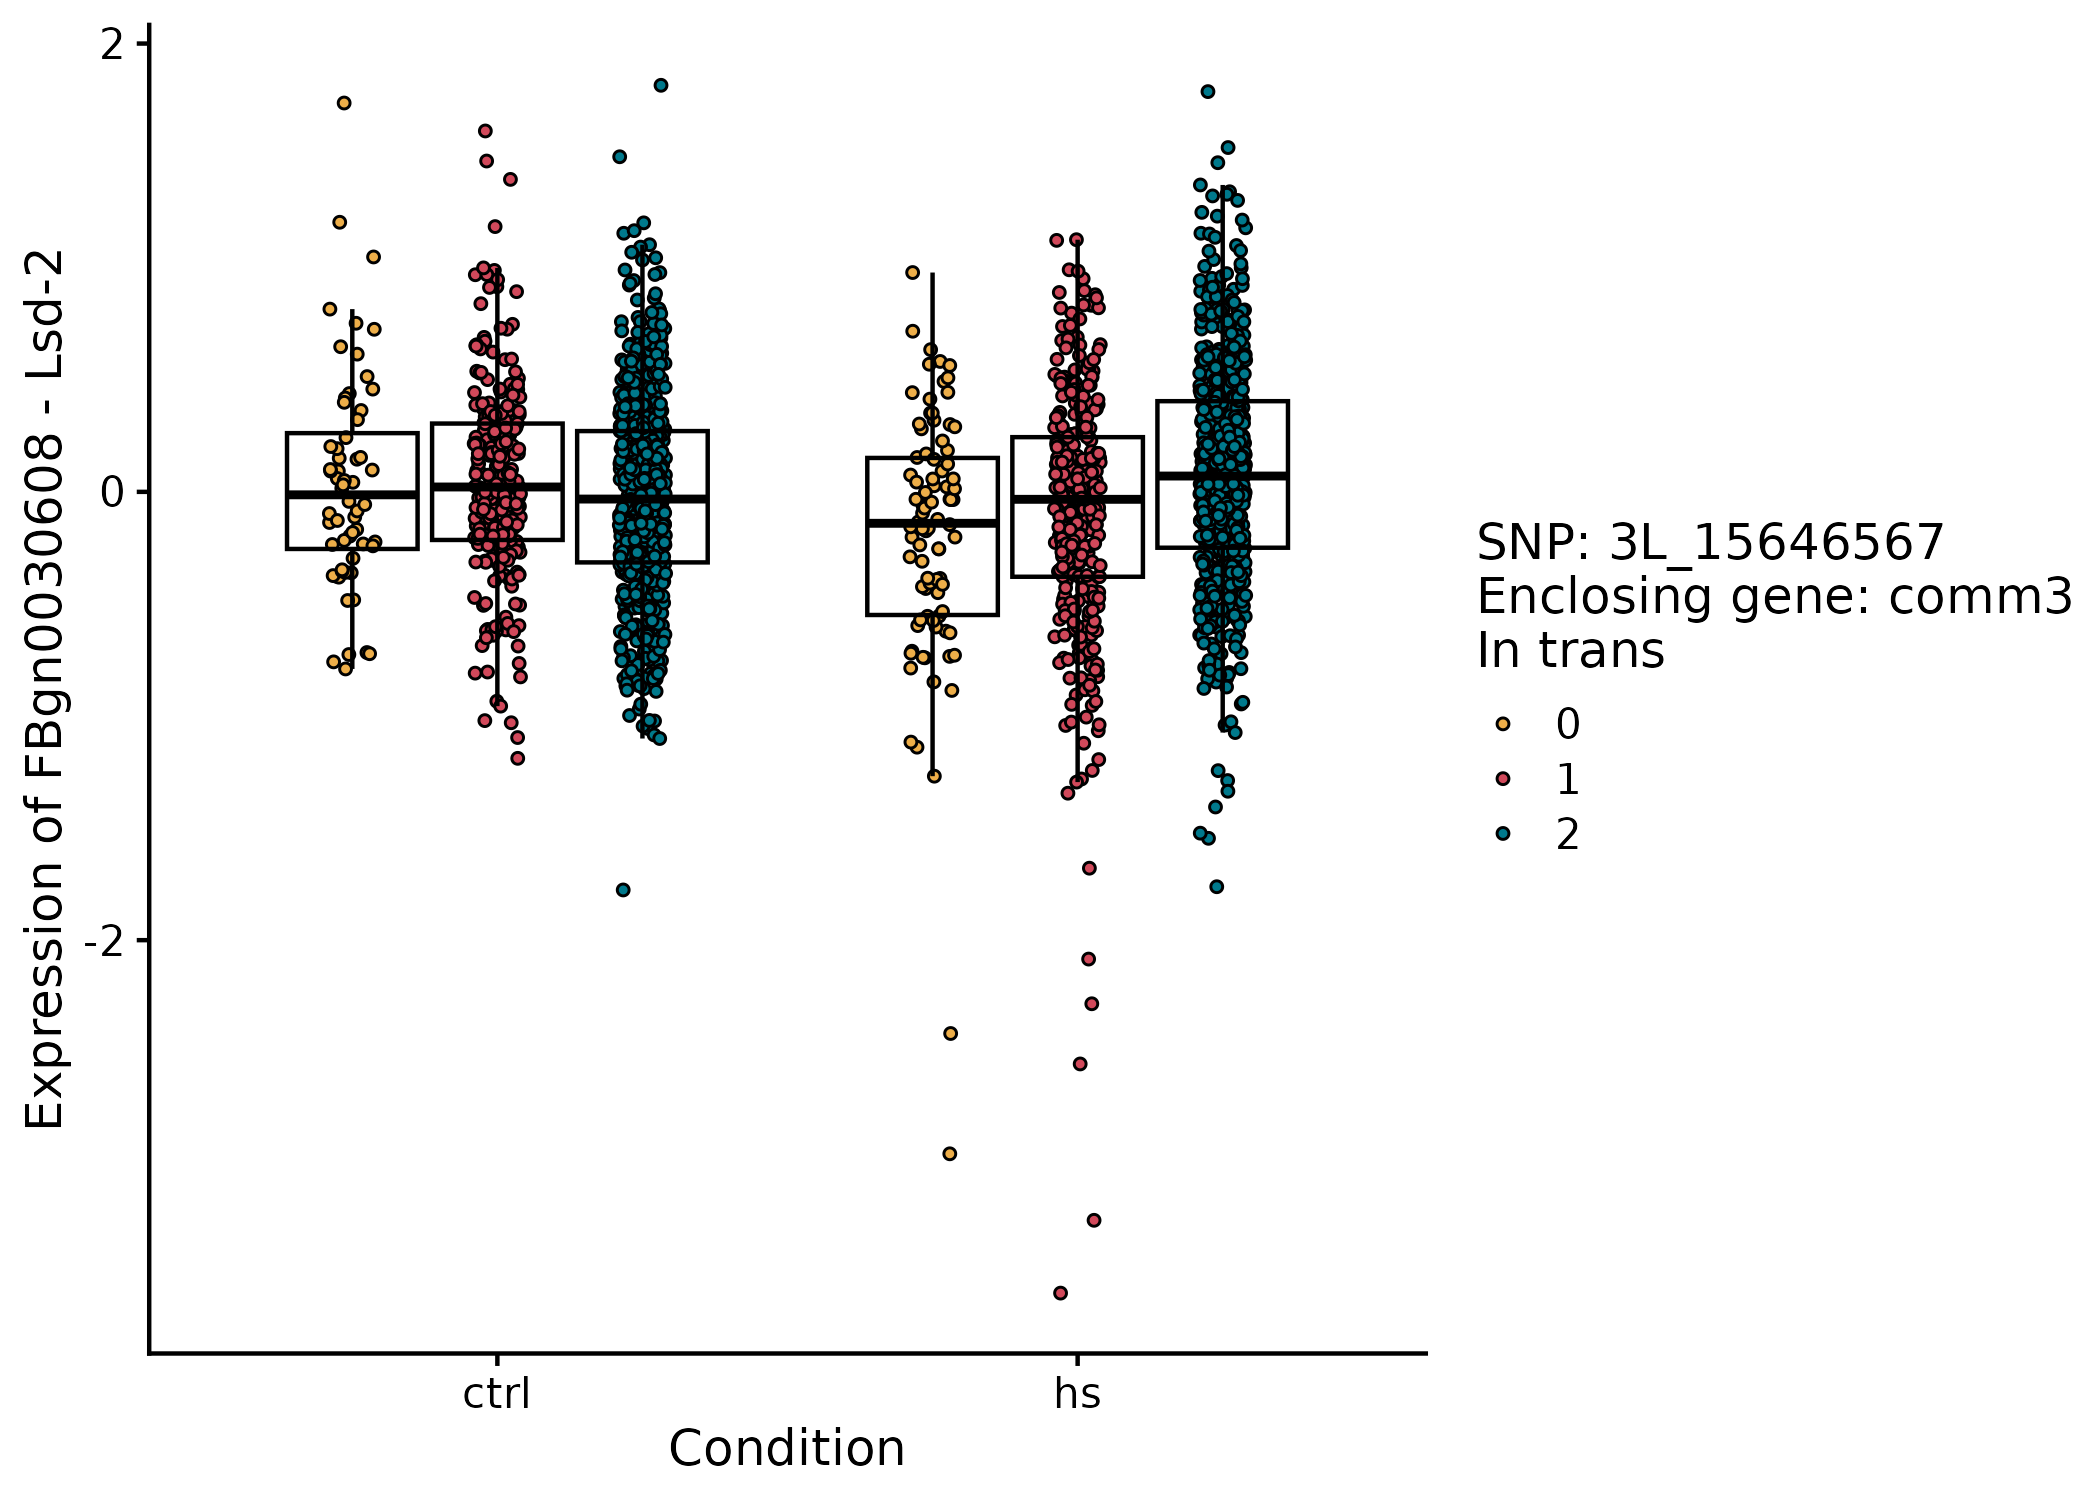 2
0
-2
Expression of FBgn0030608 - Lsd-2
ctrl
hs
Condition
SNP: 3L_15646567
Enclosing gene: comm3
In trans
0
1
2